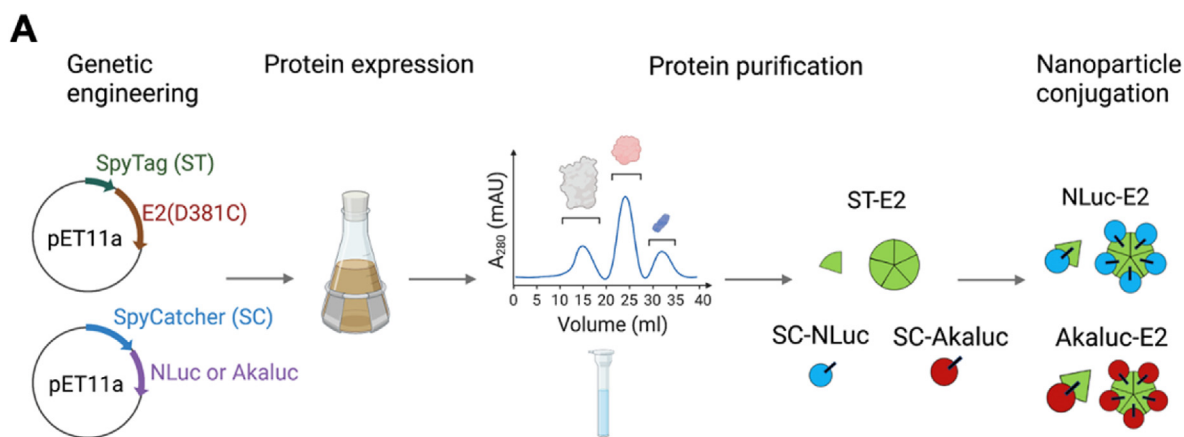 A
Genetic
engineering
Protein expression
Protein purification
Nanoparticle
conjugation
SpyTag (ST)
E2(D381C)
pET11a
SpyCatcher (SC)
NLuc or Akaluc
pET11a
A280 (mAU)
0 5 10 15 20 25 30 35 40
Volume (ml)
ST-E2
SC-NLuc
SC-Akaluc
NLuc-E2
Akaluc-E2